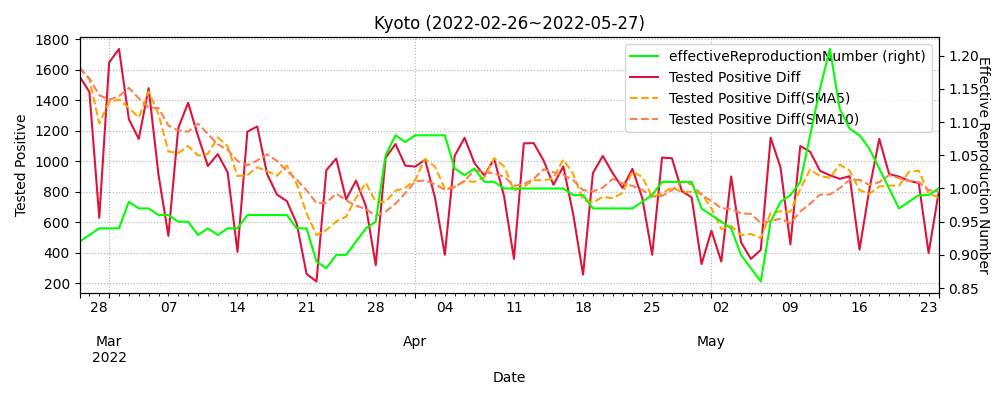 Kyoto (2022-02-26~2022-05-27)
effectiveReproductionNumber (right)
Tested Positive Diff
Tested Positive Diff(SMA5)
Tested Positive Diff(SMA10)
Tested Positive
1800
1600
1400
1200
1000
800
600
400
200
Effective Reproduction Number
1.20
1.15
1.10
1.05
1.00
0.95
0.90
0.85
28 07 14 21 28 04 11 18 25 02 09 16 23
Mar Apr May
2022
Date